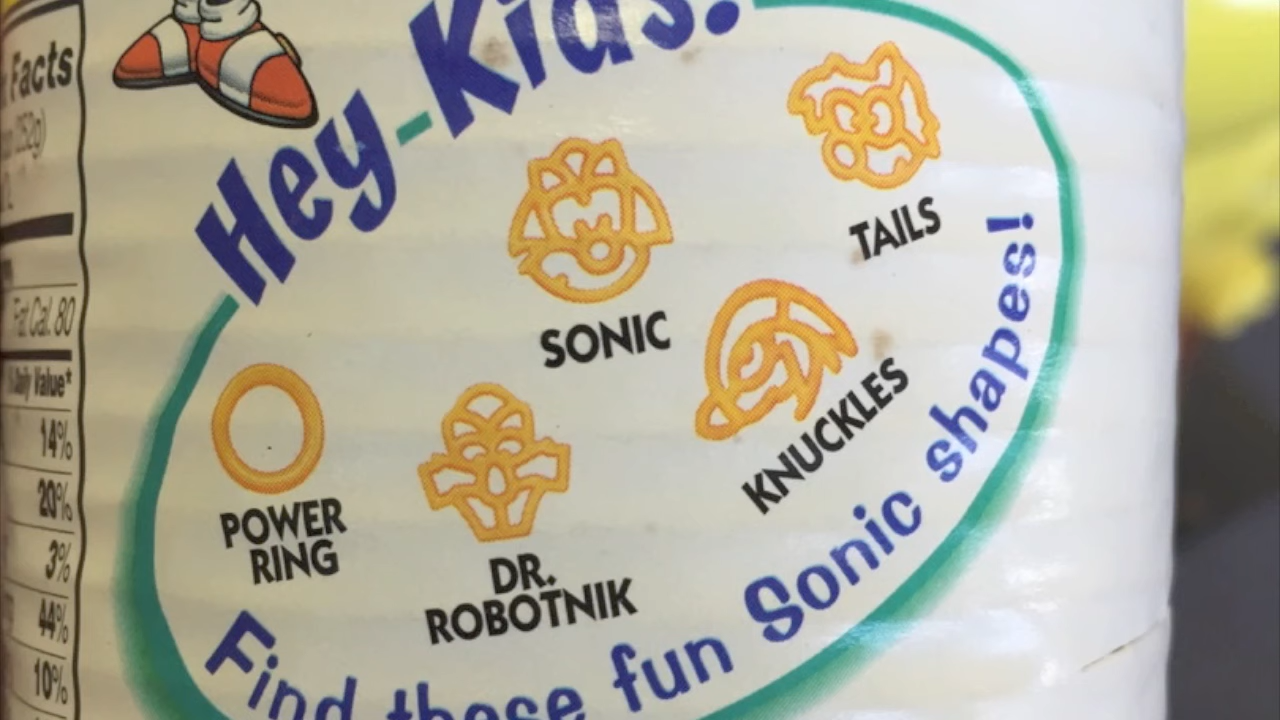 Facts
Fat Cal. 80
% Daily Value*
14%
20%
3%
44%
10%
Hey-Kids!
TAILS
SONIC
KNUCKLES
POWER
RING
DR.
ROBOTNIK
Find these fun Sonic shapes!